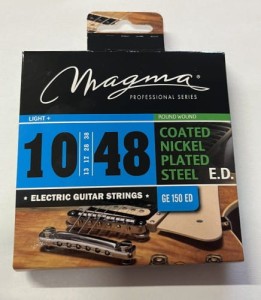 Magma
PROFESSIONAL SERIES
LIGHT +
ROUND WOUND
10 13 17 28 38 48
COATED
NICKEL
PLATED
STEEL E.D.
ELECTRIC GUITAR STRINGS
GE 150 ED